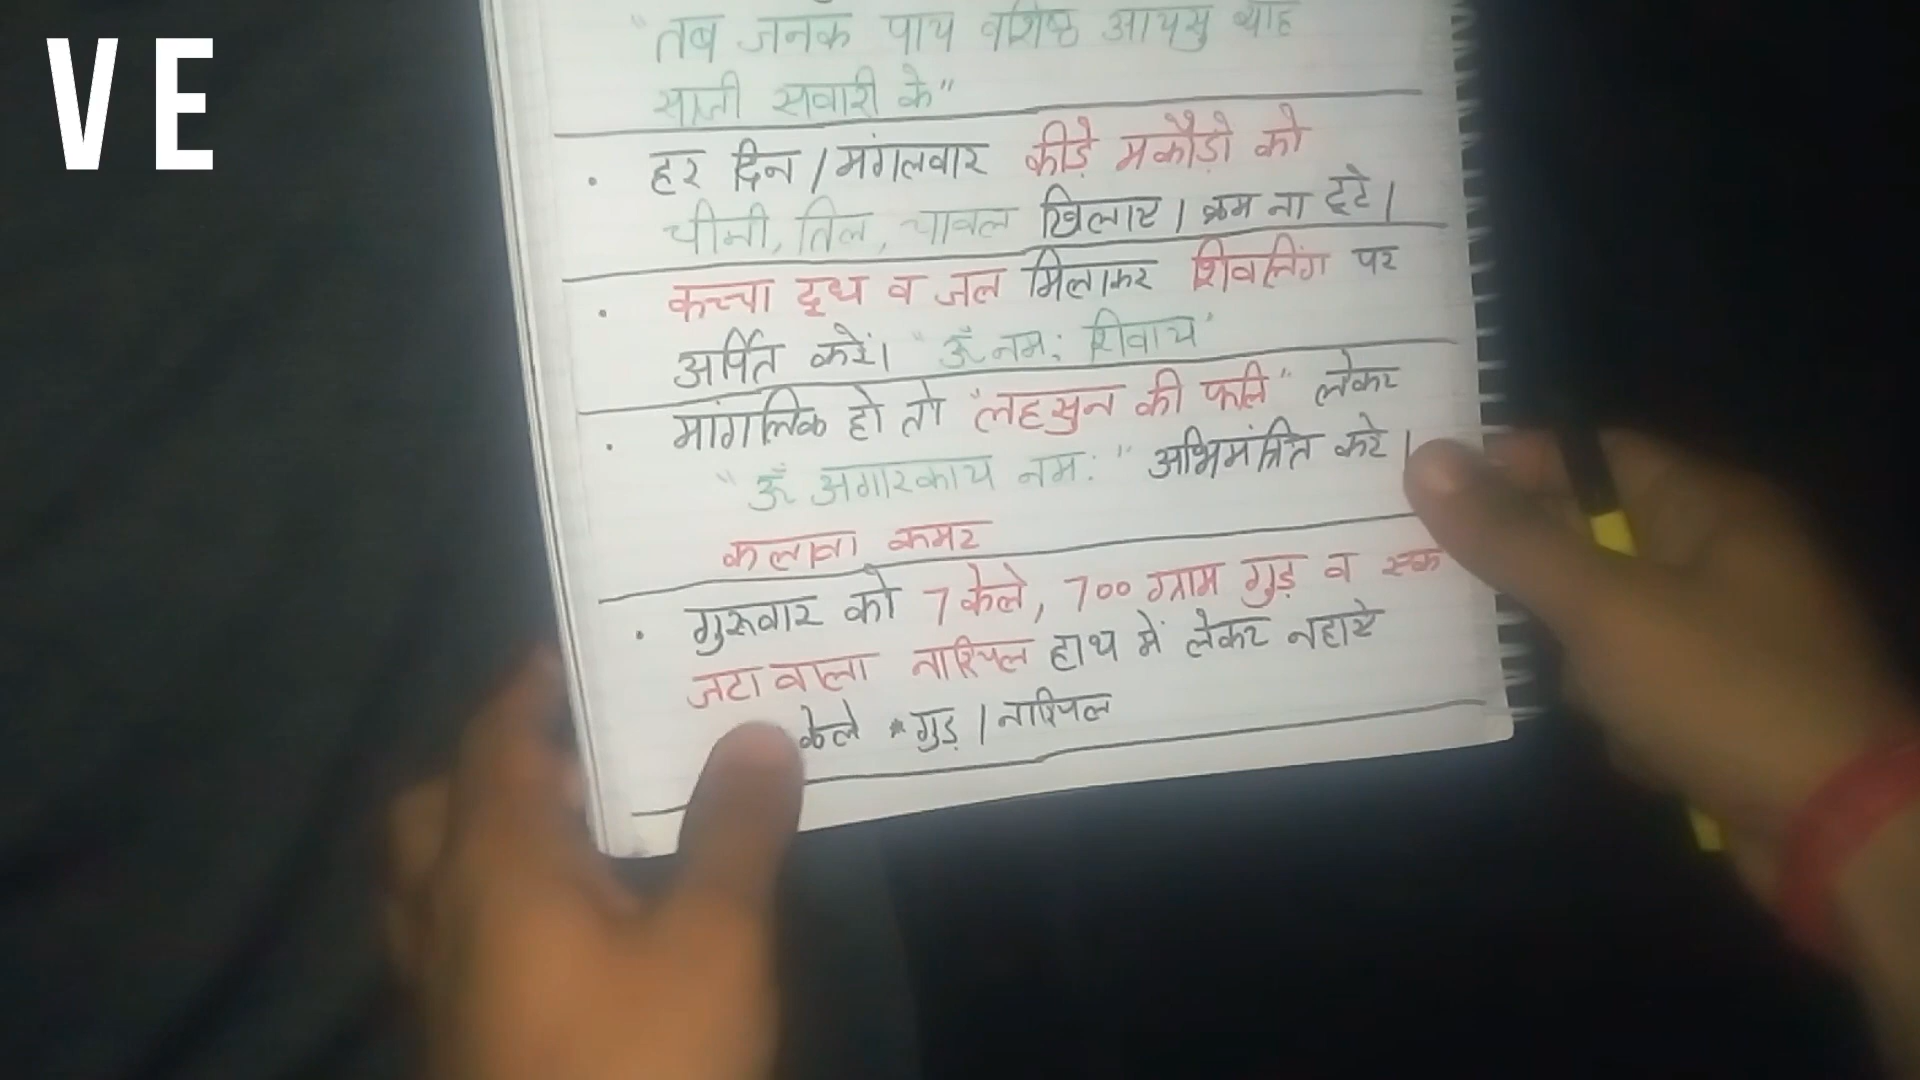 V E
"तब जनक पाय वशिष्ठ आयसु ब्याह
साजी सवारी के"
. हर दिन / मंगलवार कीड़े मकौड़ो को
चीनी, तिल, चावल खिलाए। क्रम ना टूटे।
. कच्चा दूध व जल मिलाकर शिवलिंग पर
अर्पित करें। "ॐ नमः शिवाय"
. मांगलिक हो तो "लहसुन की फलि" लेकर
"ॐ अगारकाय नमः" अभिमंत्रित करे।
कलावा कमर
. गुरूवार को 7 केले, 700 ग्राम गुड़ व एक
जटा वाला नारियल हाथ में लेकर नहाये
केले गुड़ / नारियल